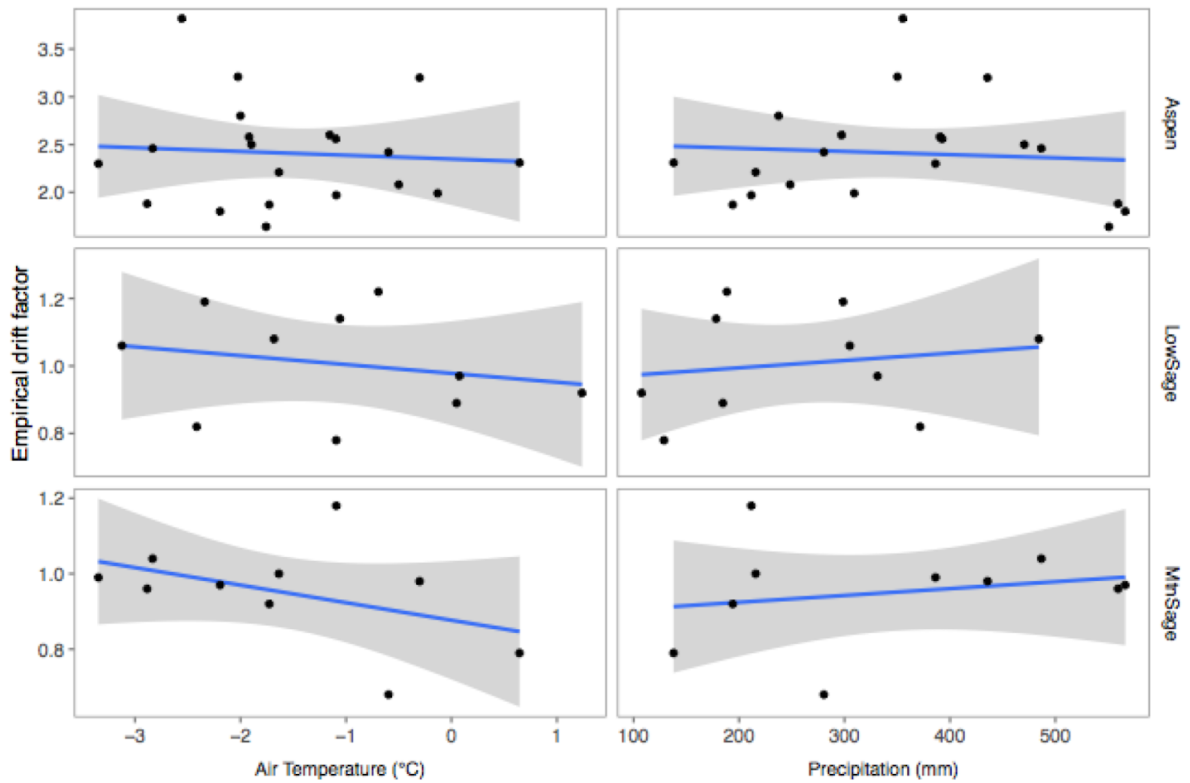 Empirical drift factor
3.5
3.0
2.5
2.0
Aspen
1.2
1.0
0.8
LowSage
1.2
1.0
0.8
MtnSage
−3 −2 −1 0 1
100 200 300 400 500
Air Temperature (°C)
Precipitation (mm)